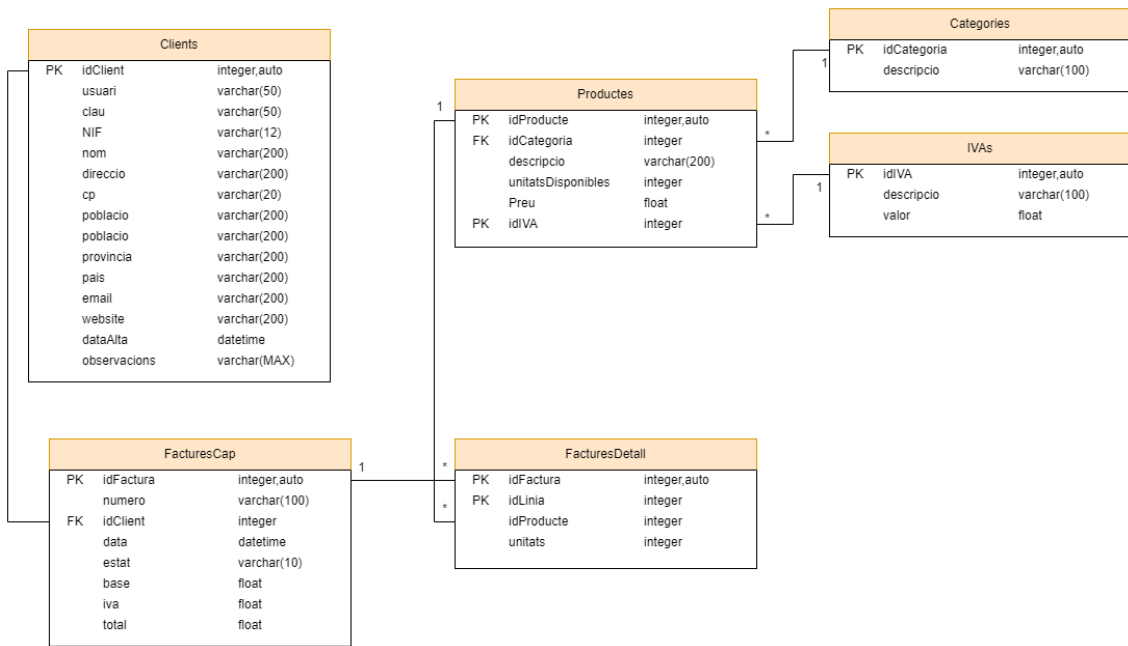 Clients
PK idClient integer,auto
usuari varchar(50)
clau varchar(50)
NIF varchar(12)
nom varchar(200)
direccio varchar(200)
cp varchar(20)
poblacio varchar(200)
poblacio varchar(200)
provincia varchar(200)
pais varchar(200)
email varchar(200)
website varchar(200)
dataAlta datetime
observacions varchar(MAX)
Productes
1
PK idProducte integer,auto
FK idCategoria integer
*
descripcio varchar(200)
unitatsDisponibles integer
Preu float
PK idIVA integer
*
Categories
PK idCategoria integer,auto
1
descripcio varchar(100)
IVAs
PK idIVA integer,auto
1
descripcio varchar(100)
valor float
FacturesCap
1
PK idFactura integer,auto
numero varchar(100)
FK idClient integer
data datetime
estat varchar(10)
base float
iva float
total float
FacturesDetall
*
PK idFactura integer,auto
PK idLinia integer
*
idProducte integer
unitats integer